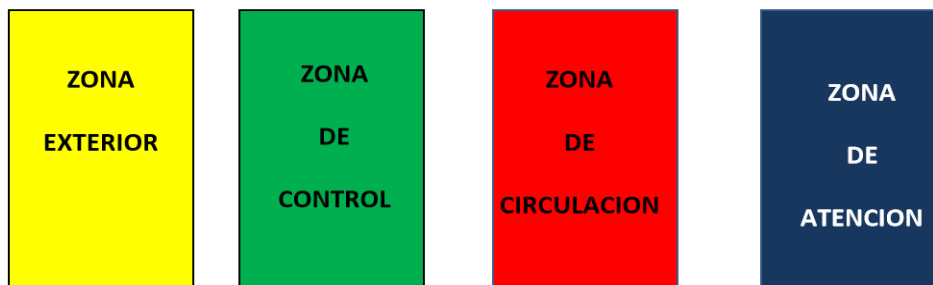 ZONA
EXTERIOR
ZONA
DE
CONTROL
ZONA
DE
CIRCULACION
ZONA
DE
ATENCION